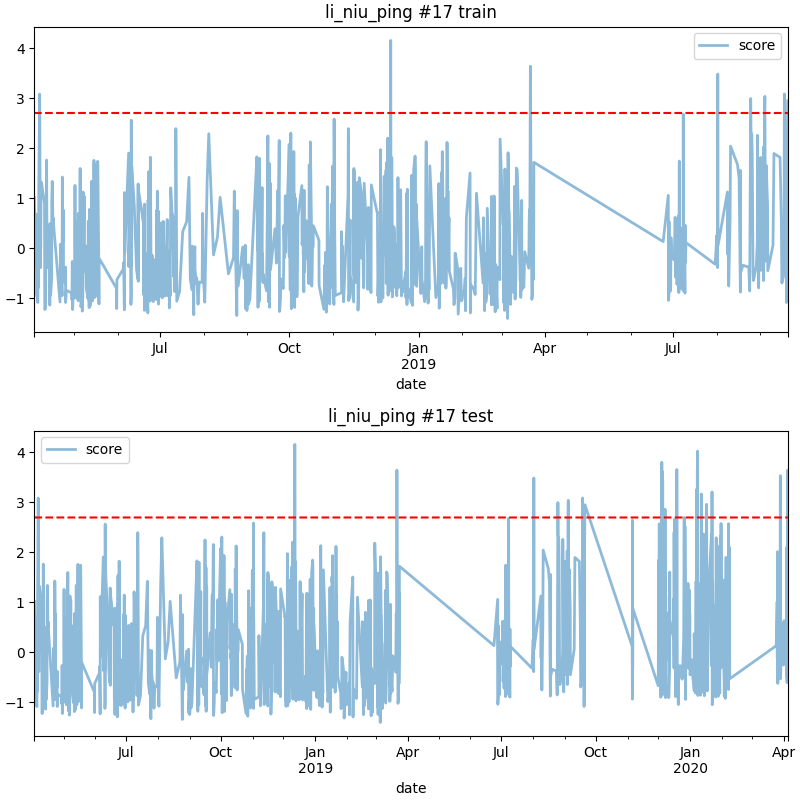 li_niu_ping #17 train
score
4
3
2
1
0
−1
Jul Oct Jan Apr Jul
2019
date
li_niu_ping #17 test
score
4
3
2
1
0
−1
Jul Oct Jan Apr Jul Oct Jan Apr
2019 2020
date